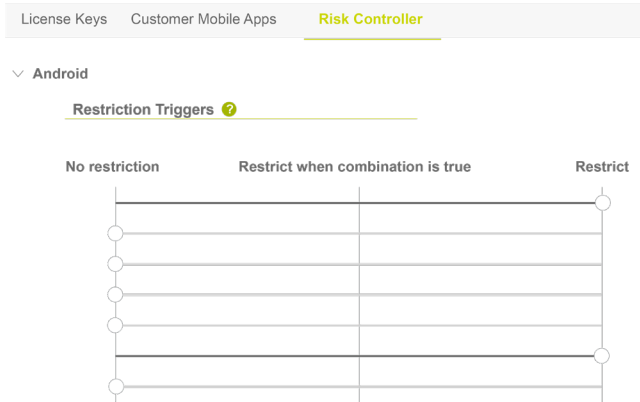 License Keys Customer Mobile Apps Risk Controller
Android
Restriction Triggers ?
No restriction Restrict when combination is true Restrict